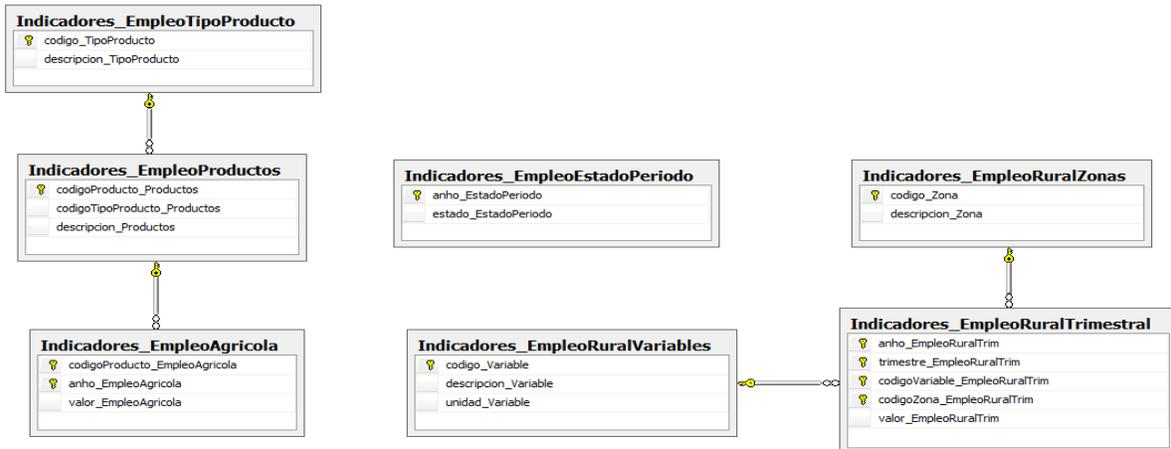 Indicadores_EmpleoTipoProducto
codigo_TipoProducto
descripcion_TipoProducto
Indicadores_EmpleoProductos
codigoProducto_Productos
codigoTipoProducto_Productos
descripcion_Productos
Indicadores_EmpleoEstadoPeriodo
anho_EstadoPeriodo
estado_EstadoPeriodo
Indicadores_EmpleoRuralZonas
codigo_Zona
descripcion_Zona
Indicadores_EmpleoAgricola
codigoProducto_EmpleoAgricola
anho_EmpleoAgricola
valor_EmpleoAgricola
Indicadores_EmpleoRuralVariables
codigo_Variable
descripcion_Variable
unidad_Variable
Indicadores_EmpleoRuralTrimestral
anho_EmpleoRuralTrim
trimestre_EmpleoRuralTrim
codigoVariable_EmpleoRuralTrim
codigoZona_EmpleoRuralTrim
valor_EmpleoRuralTrim